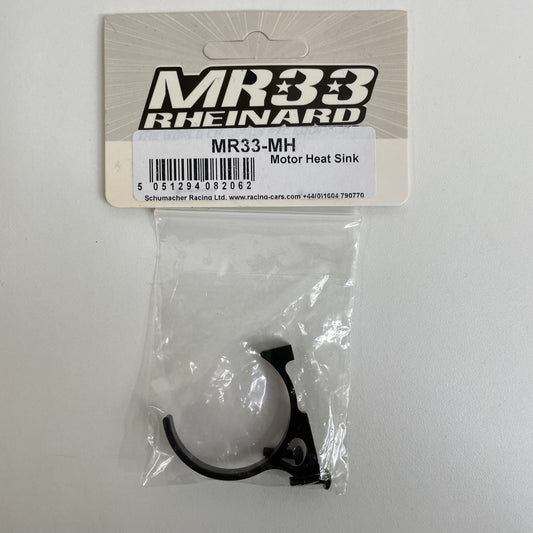 MR33
RHEINARD
MR33-MH
Motor Heat Sink
5 051294 082062
Schumacher Racing Ltd. www.racing-cars.com +44(0)1604 790770